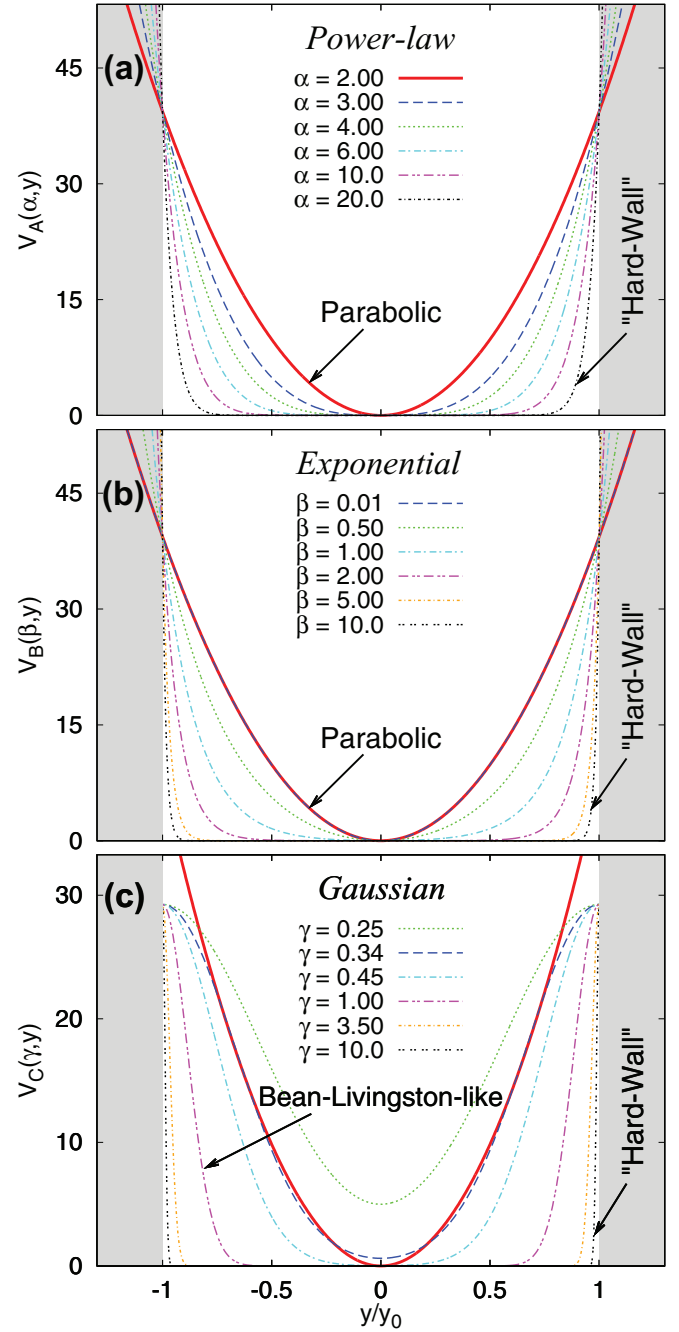 (a)
Power-law
α = 2.00
α = 3.00
α = 4.00
α = 6.00
α = 10.0
α = 20.0
Parabolic
"Hard-Wall"
45
30
15
0
V_A(α,y)
(b)
Exponential
β = 0.01
β = 0.50
β = 1.00
β = 2.00
β = 5.00
β = 10.0
Parabolic
"Hard-Wall"
45
30
15
0
V_B(β,y)
(c)
Gaussian
γ = 0.25
γ = 0.34
γ = 0.45
γ = 1.00
γ = 3.50
γ = 10.0
Bean-Livingston-like
"Hard-Wall"
30
20
10
0
V_C(γ,y)
-1 -0.5 0 0.5 1
y/y_0